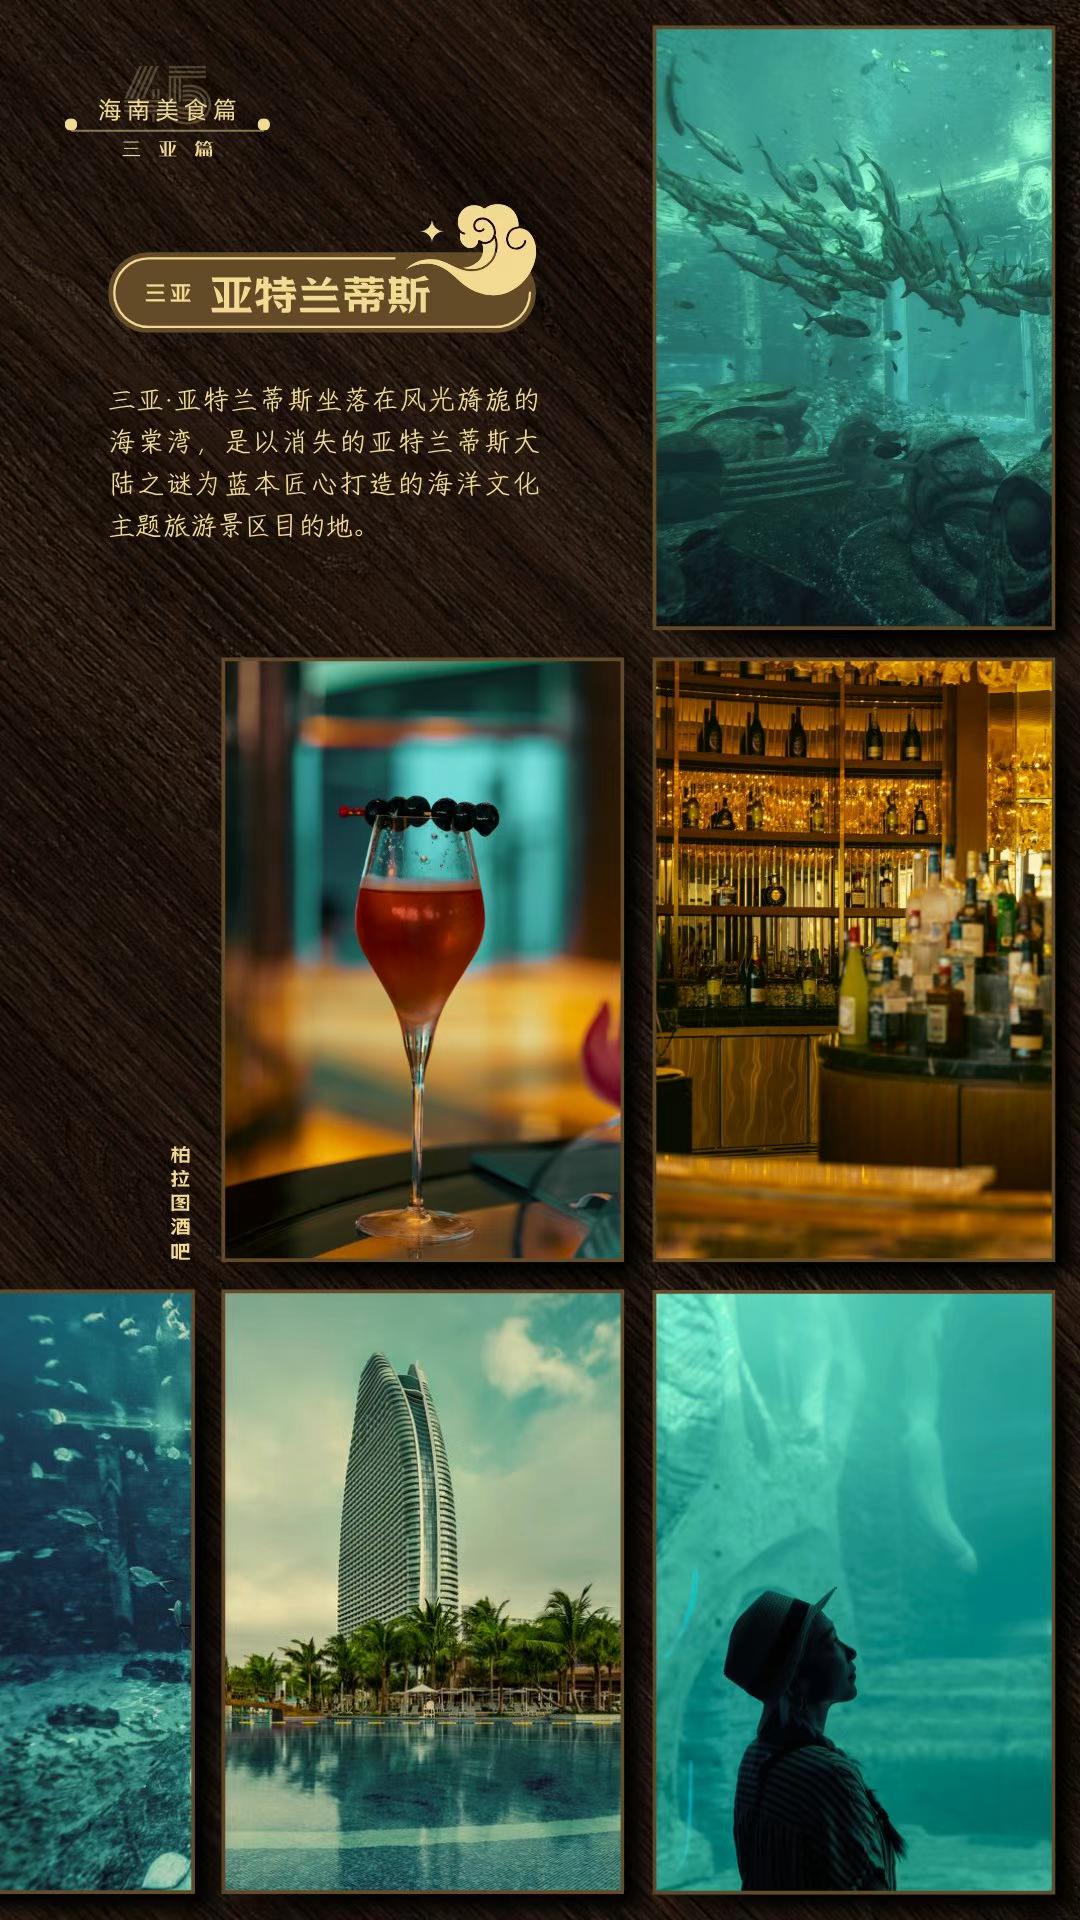 45
海南美食篇
三亚篇
三亚 亚特兰蒂斯
三亚·亚特兰蒂斯坐落在风光旖旎的
海棠湾，是以消失的亚特兰蒂斯大
陆之谜为蓝本匠心打造的海洋文化
主题旅游景区目的地。
柏拉图酒吧